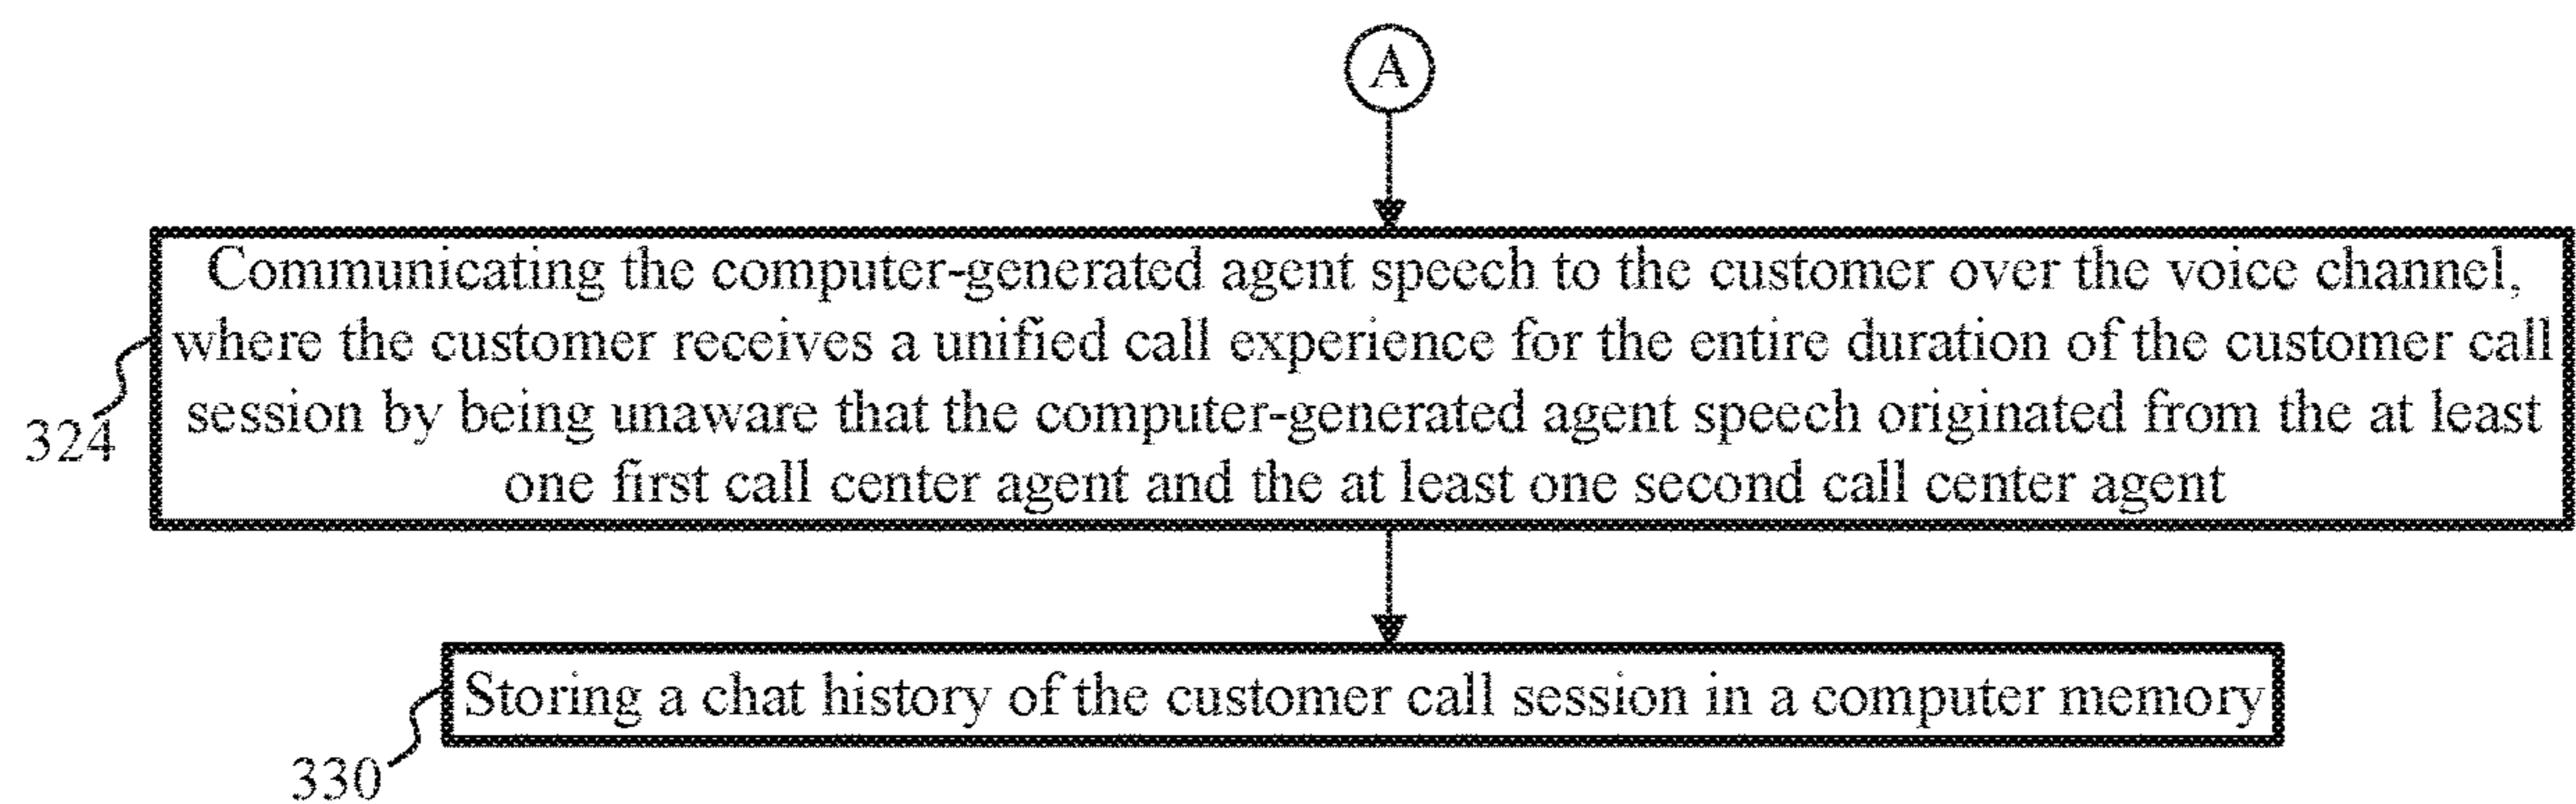 A
Communicating the computer-generated agent speech to the customer over the voice channel,
where the customer receives a unified call experience for the entire duration of the customer call
session by being unaware that the computer-generated agent speech originated from the at least
one first call center agent and the at least one second call center agent
324
Storing a chat history of the customer call session in a computer memory
330